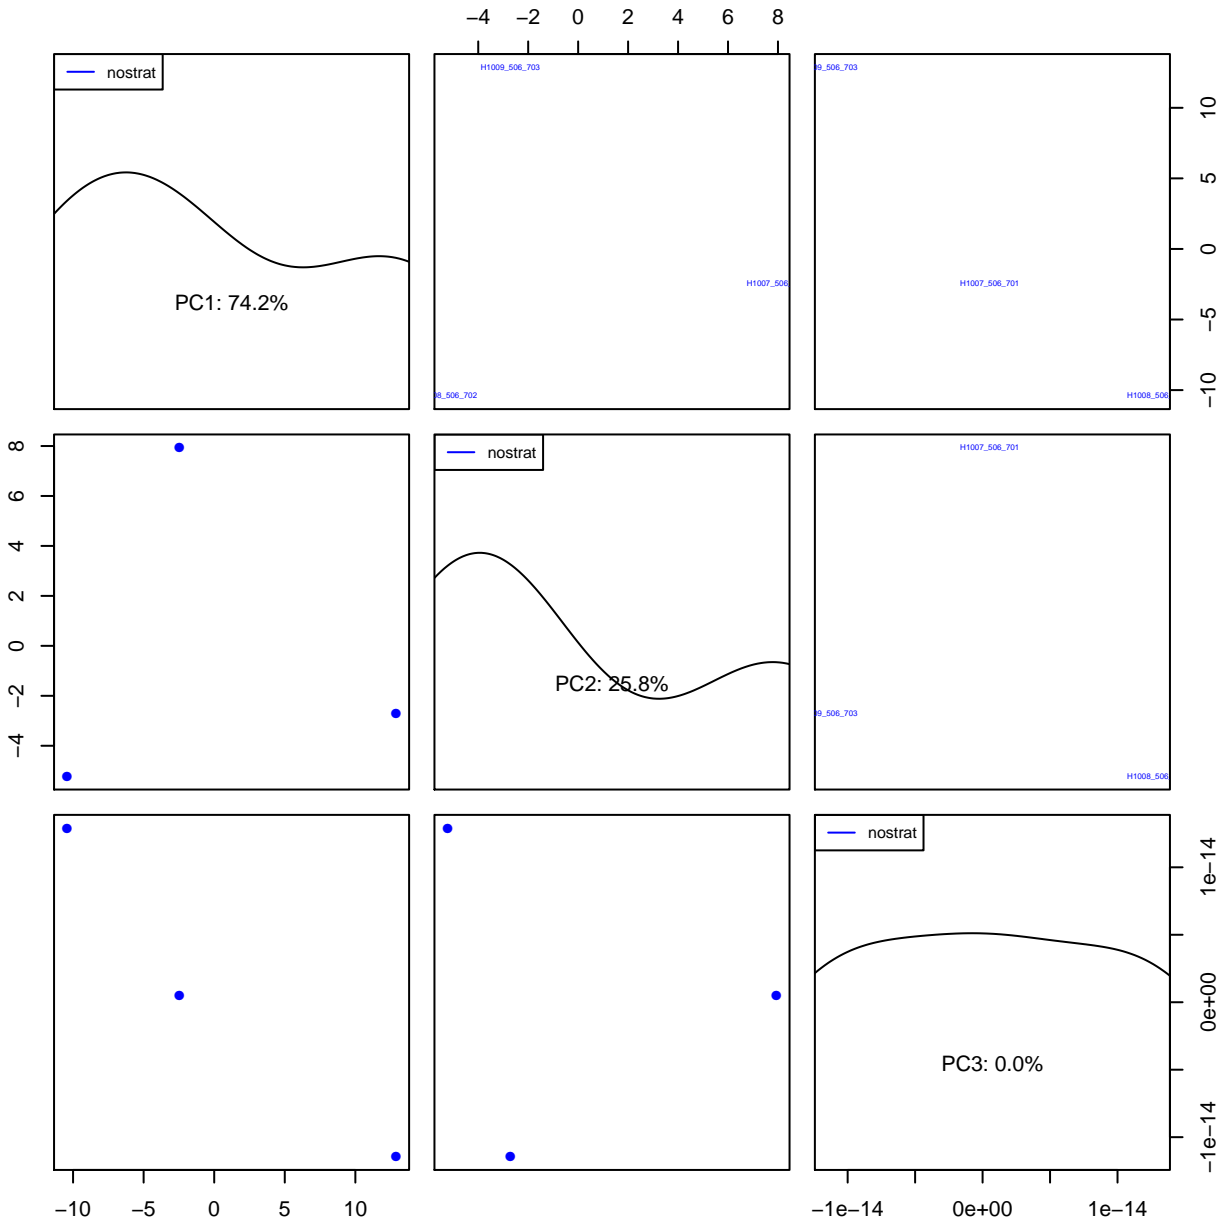 −4 −2 0 2 4 6 8
nostrat
PC1: 74.2%
H1009_506_703
H1007_506
8_506_702
9_506_703
H1007_506_701
H1008_506
10
5
0
−5
−10
8
6
4
2
0
−2
−4
nostrat
PC2: 25.8%
H1007_506_701
9_506_703
H1008_506
nostrat
PC3: 0.0%
1e−14
0e+00
−1e−14
−10 −5 0 5 10
−1e−14 0e+00 1e−14